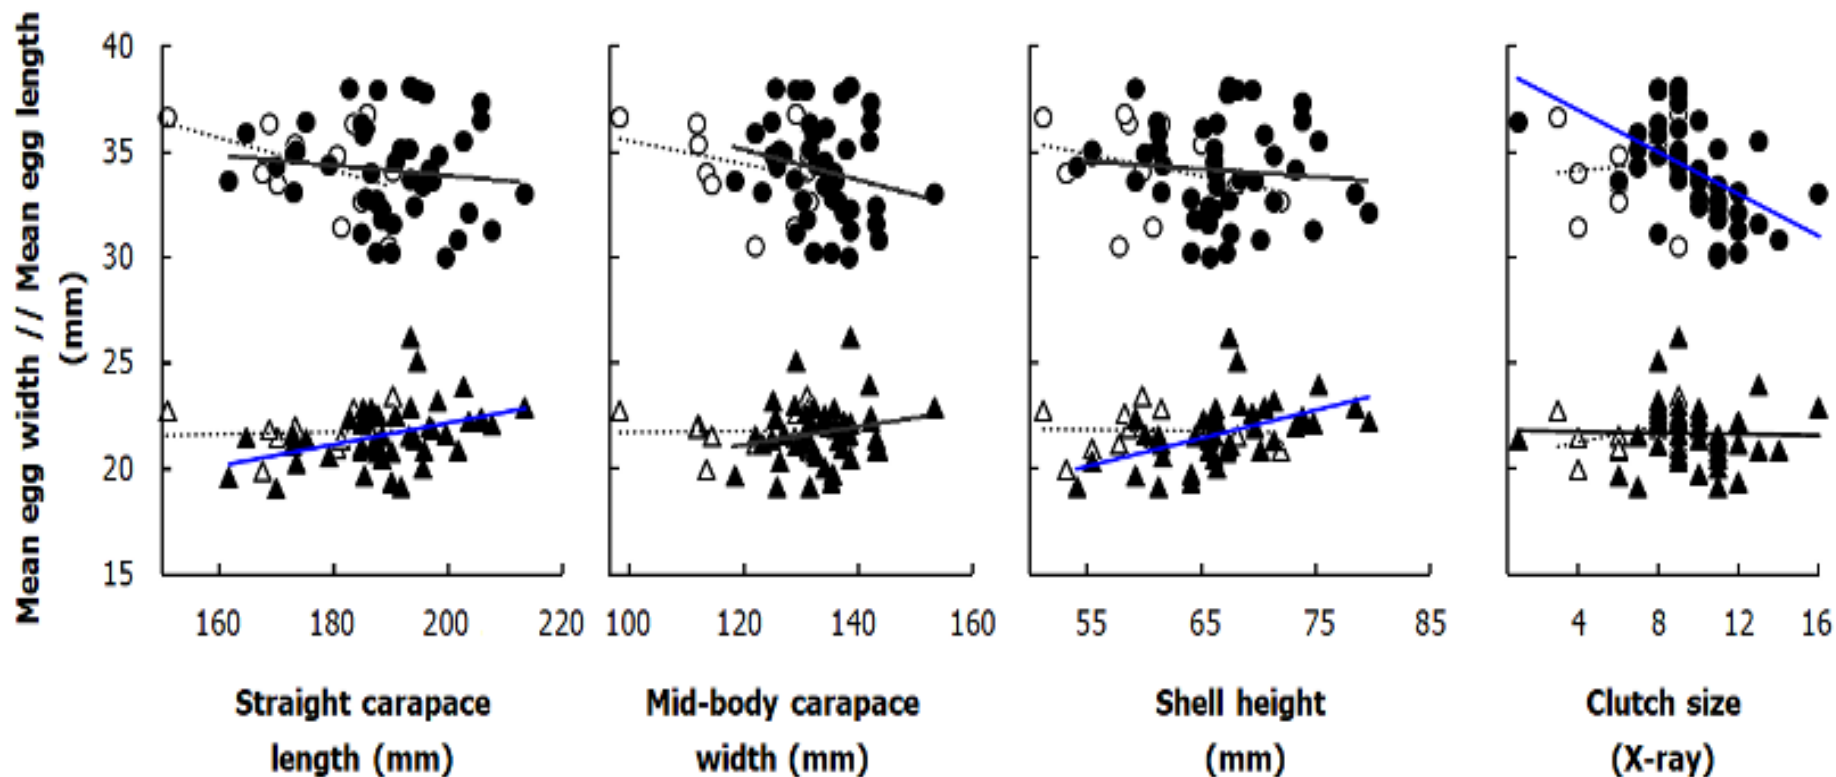 Mean egg width // Mean egg length
(mm)
40
35
30
25
20
15
160 180 200 220
100 120 140 160
55 65 75 85
4 8 12 16
Straight carapace
length (mm)
Mid-body carapace
width (mm)
Shell height
(mm)
Clutch size
(X-ray)